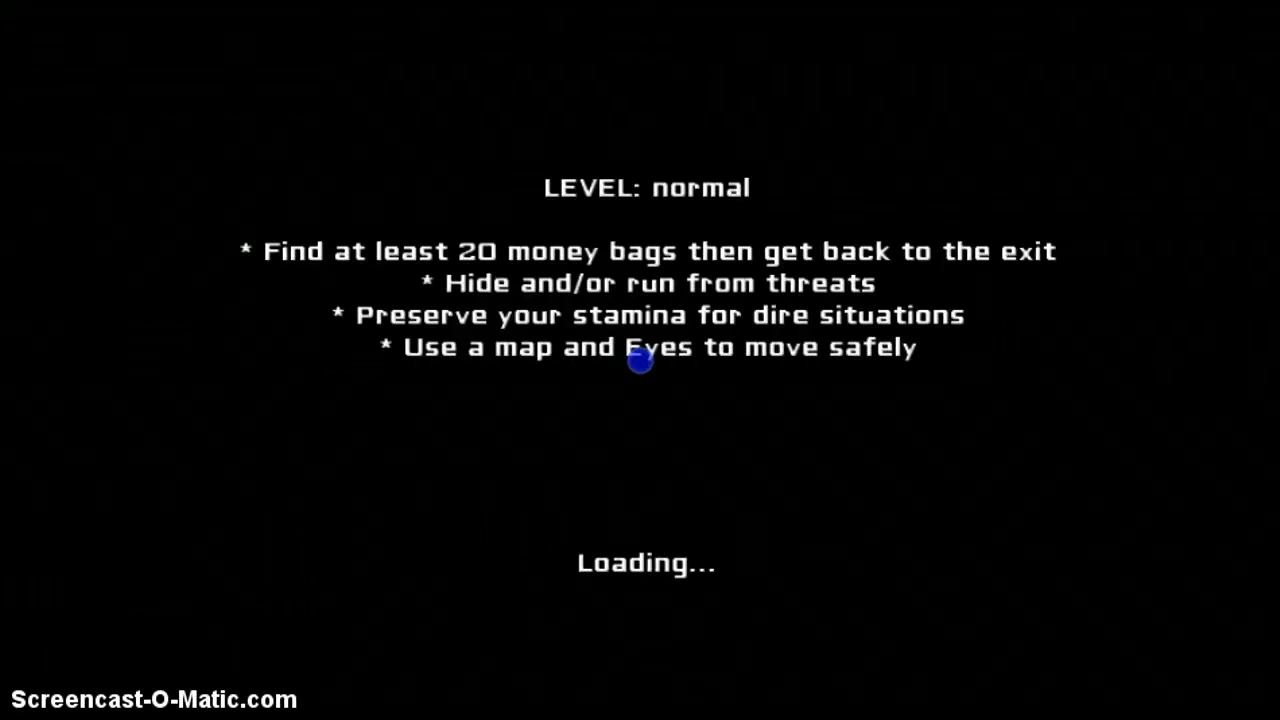 LEVEL: normal
* Find at least 20 money bags then get back to the exit
* Hide and/or run from threats
* Preserve your stamina for dire situations
* Use a map and Eyes to move safely
Loading...
Screencast-O-Matic.com